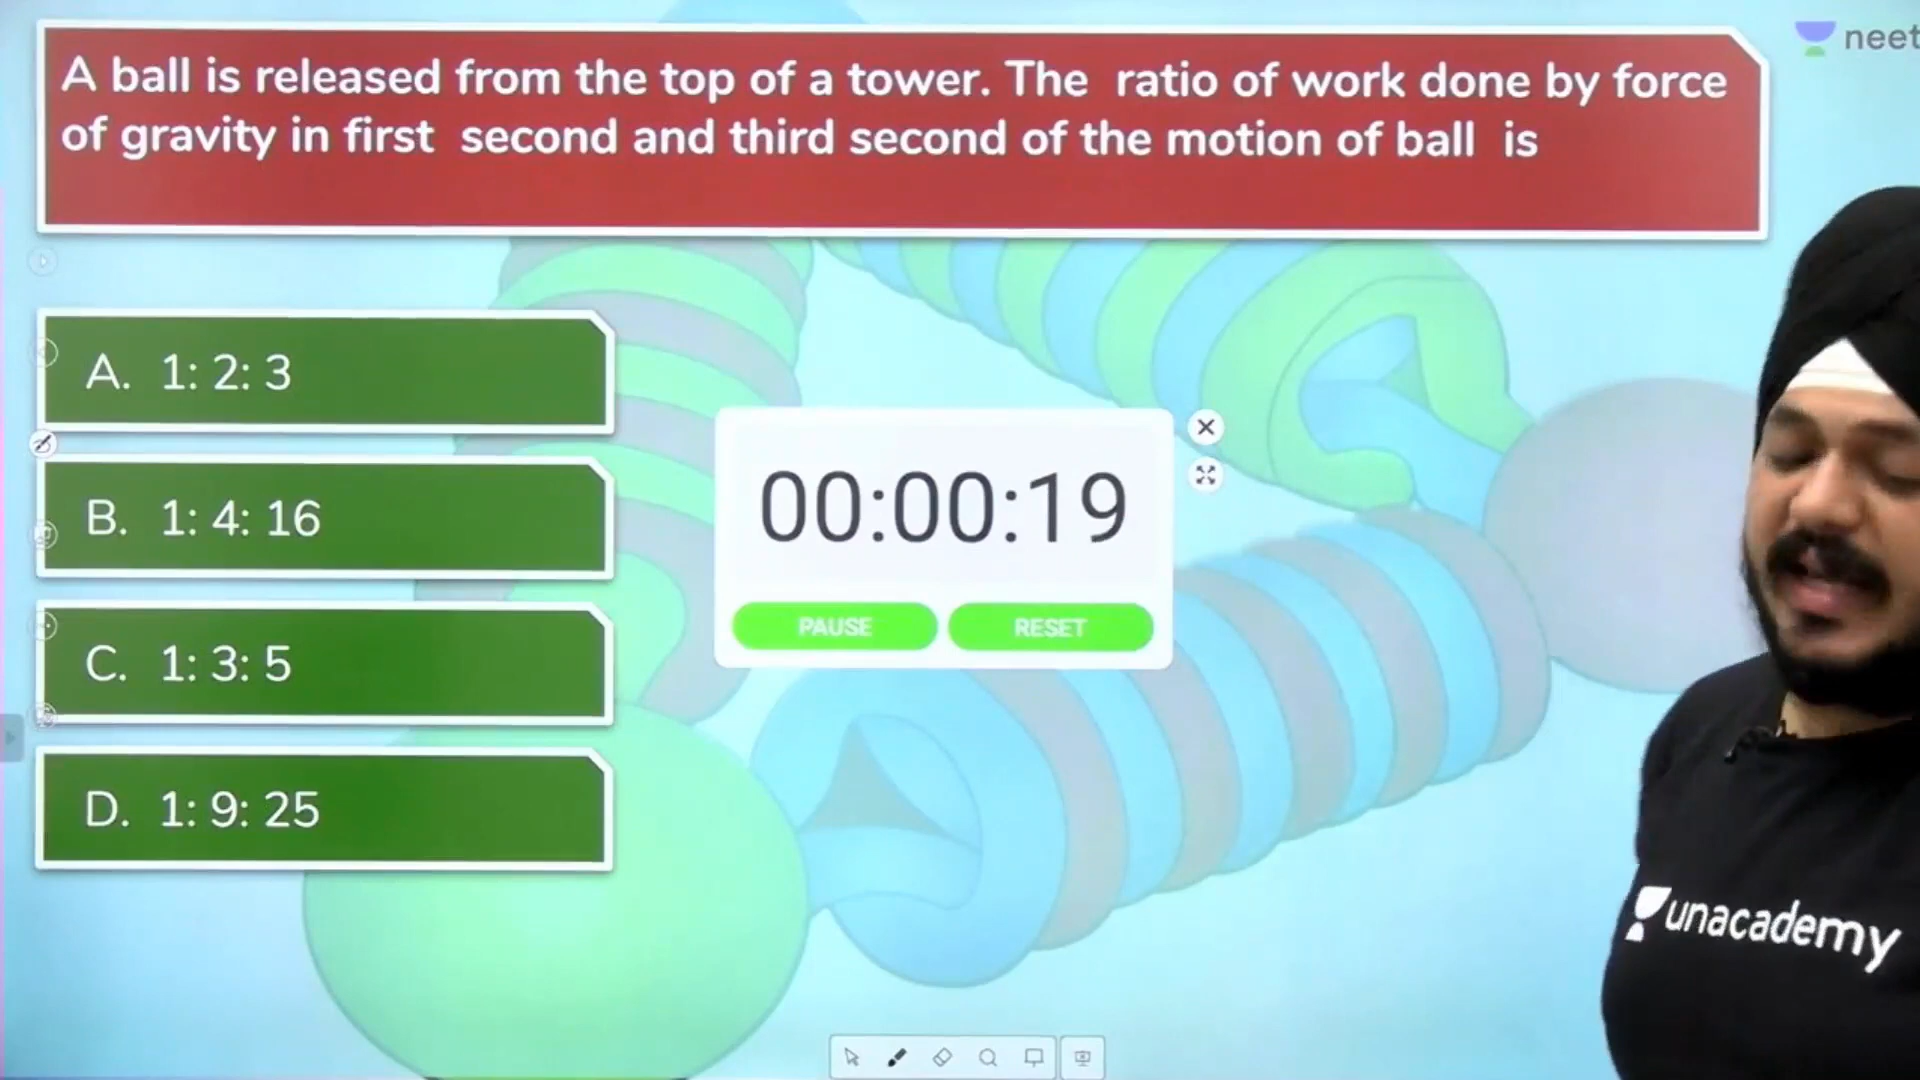 A ball is released from the top of a tower. The ratio of work done by force
of gravity in first second and third second of the motion of ball is
neet
A. 1: 2: 3
B. 1: 4: 16
C. 1: 3: 5
D. 1: 9: 25
00:00:19
PAUSE
RESET
unacademy